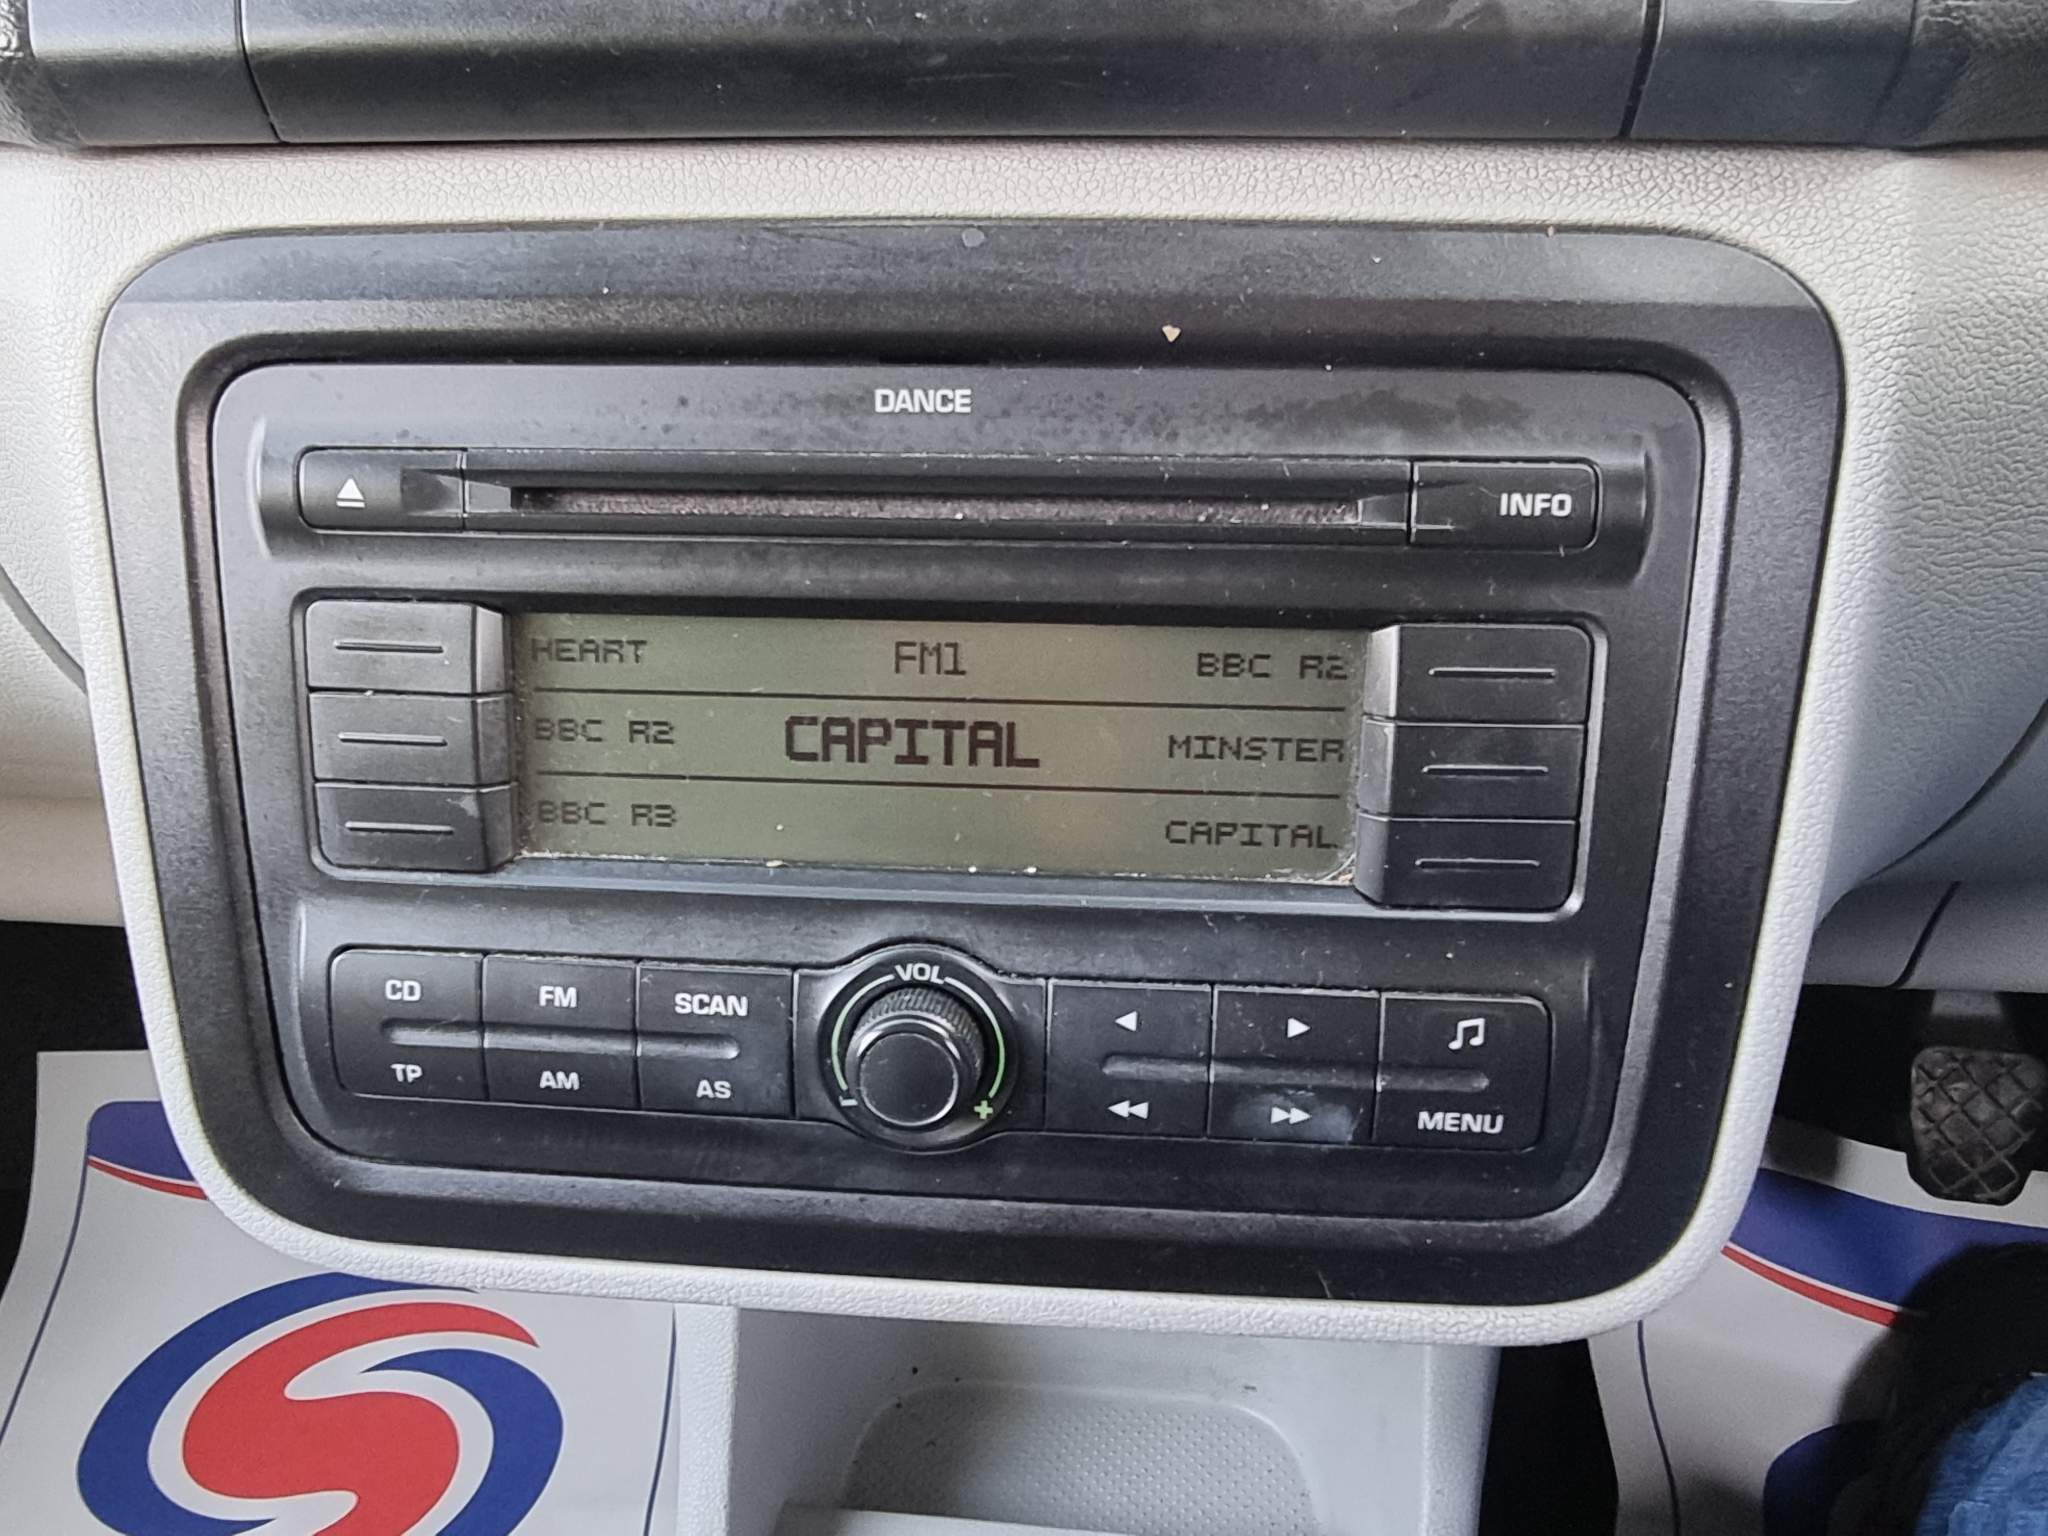 DANCE
INFO
HEART FM1 BBC R2
BBC R2 CAPITAL MINSTER
BBC R3 CAPITAL
VOL
CD FM SCAN
TP AM AS MENU